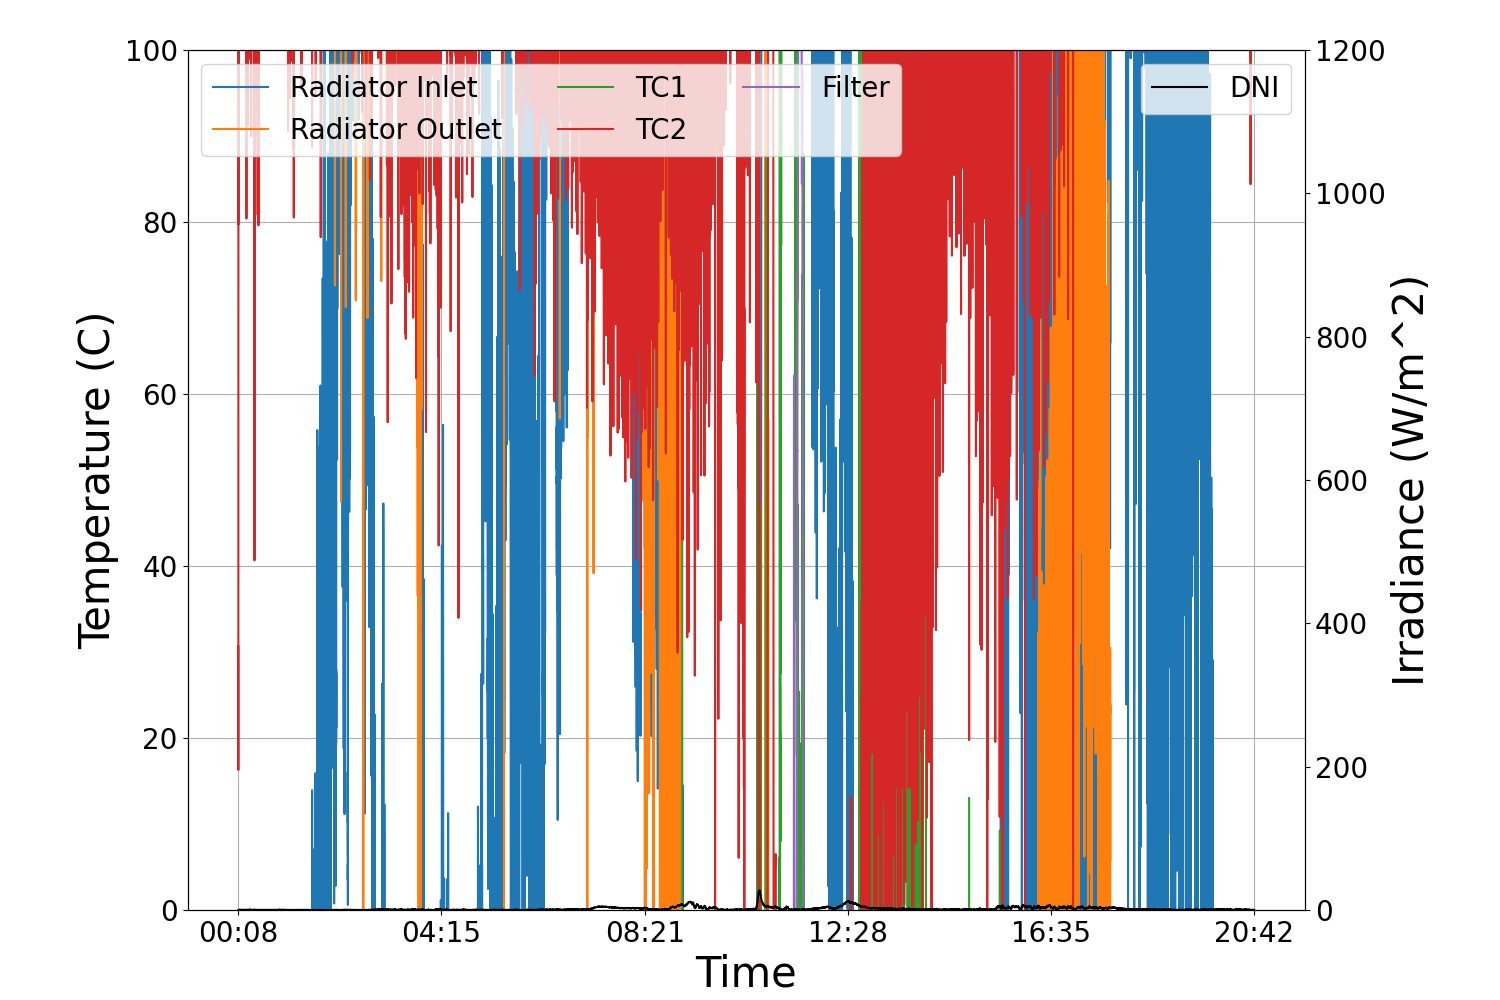 100
80
60
40
20
0
Temperature (C)
Radiator Inlet
Radiator Outlet
TC1
TC2
Filter
DNI
1200
1000
800
600
400
200
0
Irradiance (W/m^2)
00:08
04:15
08:21
12:28
16:35
20:42
Time